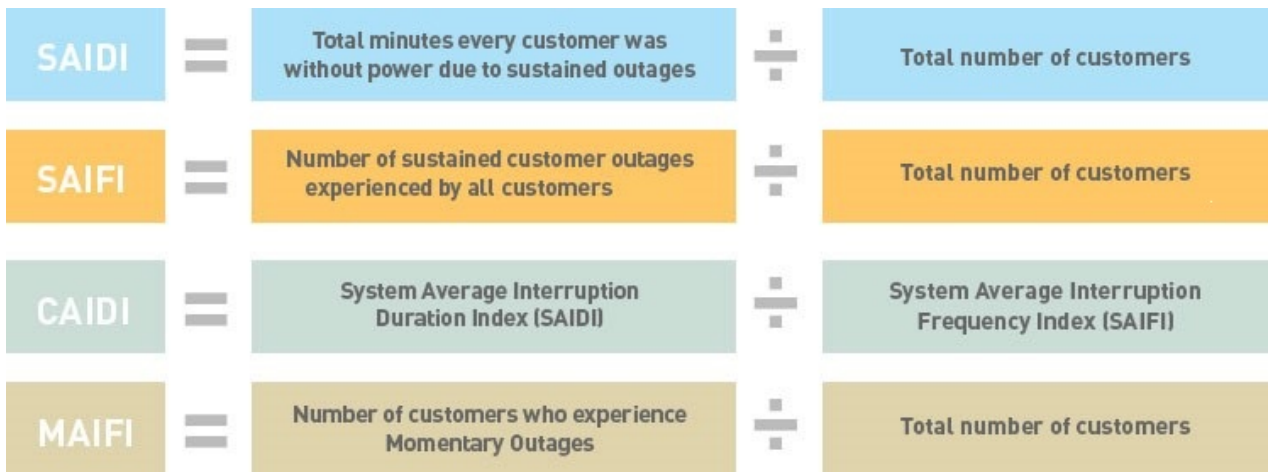 SAIDI
=
Total minutes every customer was
without power due to sustained outages
÷
Total number of customers
SAIFI
=
Number of sustained customer outages
experienced by all customers
÷
Total number of customers
CAIDI
=
System Average Interruption
Duration Index (SAIDI)
÷
System Average Interruption
Frequency Index (SAIFI)
MAIFI
=
Number of customers who experience
Momentary Outages
÷
Total number of customers